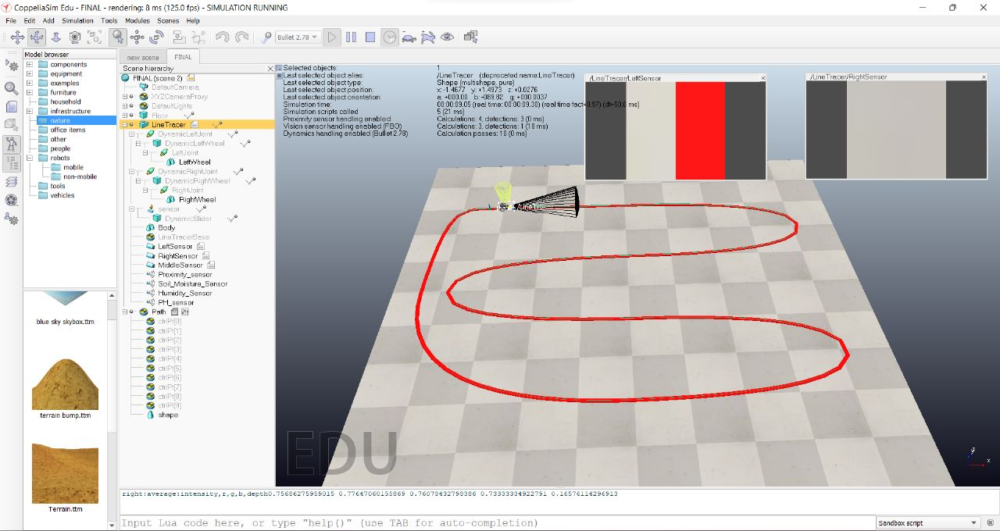 CoppeliaSim Edu - FINAL - rendering: 8 ms (125.0 fps) - SIMULATION RUNNING
File Edit Add Simulation Tools Modules Scenes Help
Bullet 2.78
Model browser
components
equipment
examples
furniture
household
infrastructure
nature
office items
other
people
robots
mobile
non-mobile
tools
vehicles
blue sky skybox.ttm
terrain bump.ttm
Terrain.ttm
new scene FINAL
Scene hierarchy
FINAL (scene 2)
DefaultCamera
XYZCameraProxy
DefaultLights
Floor
LineTracer
DynamicLeftJoint
DynamicLeftWheel
LeftJoint
LeftWheel
DynamicRightJoint
DynamicRightWheel
RightJoint
RightWheel
sensor
DynamicSlider
Body
LineTracerBase
LeftSensor
RightSensor
MiddleSensor
Proximity_sensor
Soil_Moisture_Sensor
Humidity_Sensor
PH_sensor
Path
ctrlPt[0]
ctrlPt[1]
ctrlPt[2]
ctrlPt[3]
ctrlPt[4]
ctrlPt[5]
ctrlPt[6]
ctrlPt[7]
ctrlPt[8]
ctrlPt[9]
shape
Selected objects: 1
Last selected object alias: /LineTracer (deprecated name:LineTracer)
Last selected object type: Shape (multishape, pure)
Last selected object position: x: -1.4677 y: +1.4973 z: +0.0276
Last selected object orientation: a: +000.00 b: -089.82 g: +000.0037
Simulation time: 00:00:09.05 (real time: 00:00:09.30) (real time fact=0.97) (dt=50.0 ms)
Simulation scripts called 5 (21 ms)
Proximity sensor handling enabled Calculations: 4, detections: 3 (0 ms)
Vision sensor handling enabled (FBO) Calculations: 3, detections: 1 (10 ms)
Dynamics handling enabled (Bullet 2.78) Calculation passes: 10 (0 ms)
/LineTracer/LeftSensor
/LineTracer/RightSensor
EDU
y
x
right:average:intensity,r,g,b,depth0.75686275959015 0.77647060155869 0.76078432798386 0.73333334922791 0.16576114296913
Input Lua code here, or type "help()" (use TAB for auto-completion)
Sandbox script